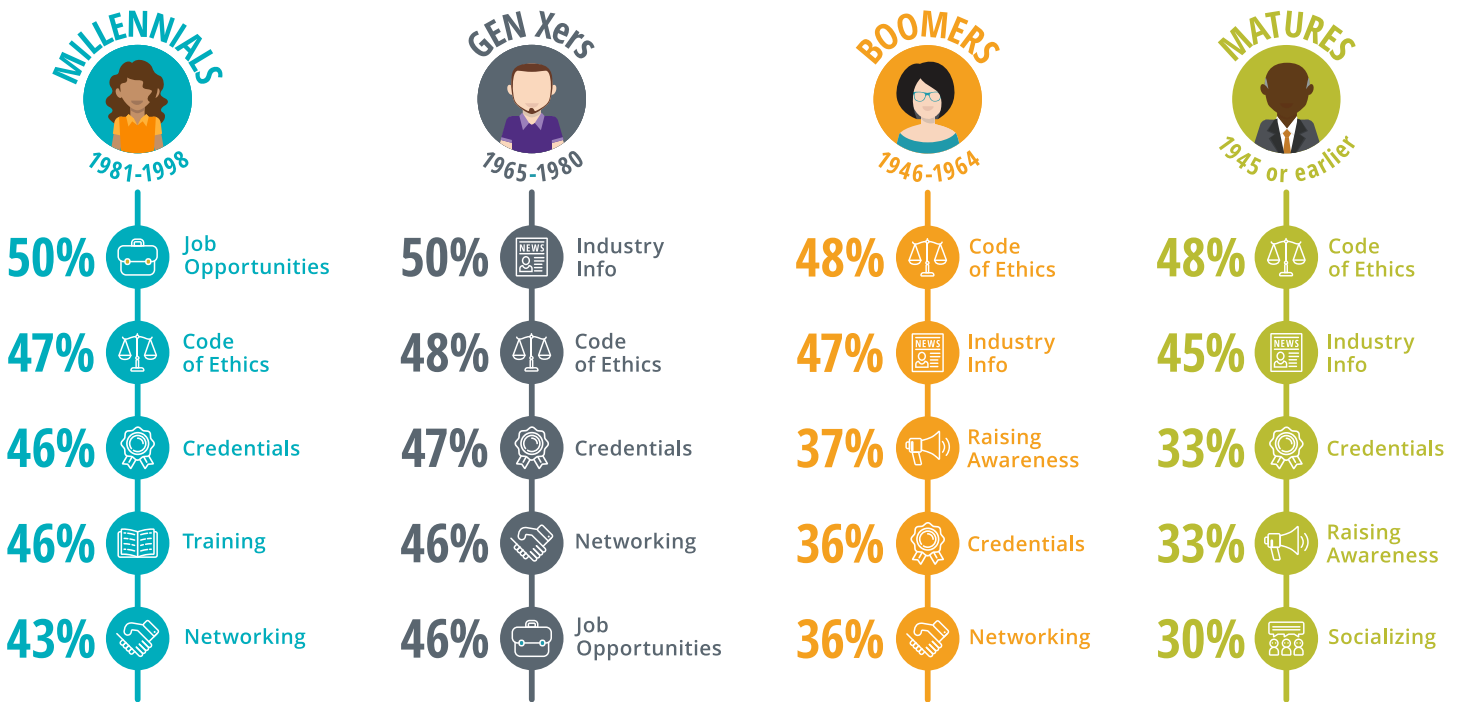 MILLENNIALS
1981-1998
50%
Job
Opportunities
47%
Code
of Ethics
46%
Credentials
46%
Training
43%
Networking
GEN Xers
1965-1980
50%
NEWS
Industry
Info
48%
Code
of Ethics
47%
Credentials
46%
Networking
46%
Job
Opportunities
BOOMERS
1946-1964
48%
Code
of Ethics
47%
NEWS
Industry
Info
37%
Raising
Awareness
36%
Credentials
36%
Networking
MATURES
1945 or earlier
48%
Code
of Ethics
45%
NEWS
Industry
Info
33%
Credentials
33%
Raising
Awareness
30%
Socializing